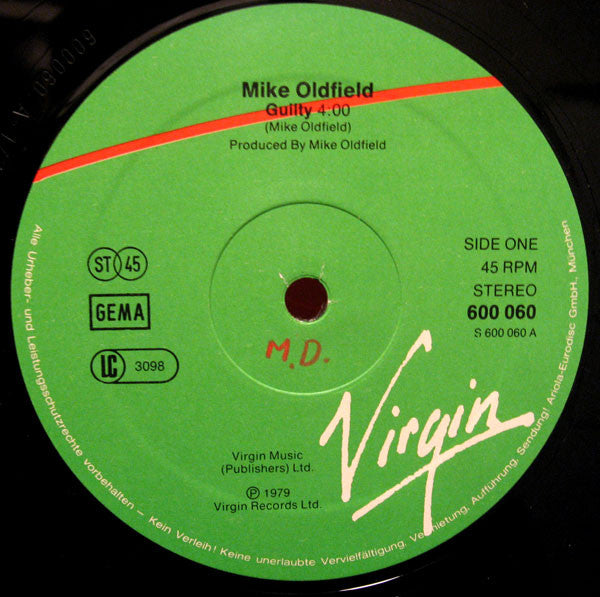 Mike Oldfield
Guilty 4:00
(Mike Oldfield)
Produced By Mike Oldfield
ST 45
GEMA
LC 3098
SIDE ONE
45 RPM
STEREO
600 060
S 600 060 A
M.D.
Virgin
Virgin Music
(Publishers) Ltd.
℗ 1979
Virgin Records Ltd.
Alle Urheber- und Leistungsschutzrechte vorbehalten – Kein Verleih! Keine unerlaubte Vervielfältigung, Vermietung, Aufführung, Sendung! Ariola-Eurodisc GmbH., München